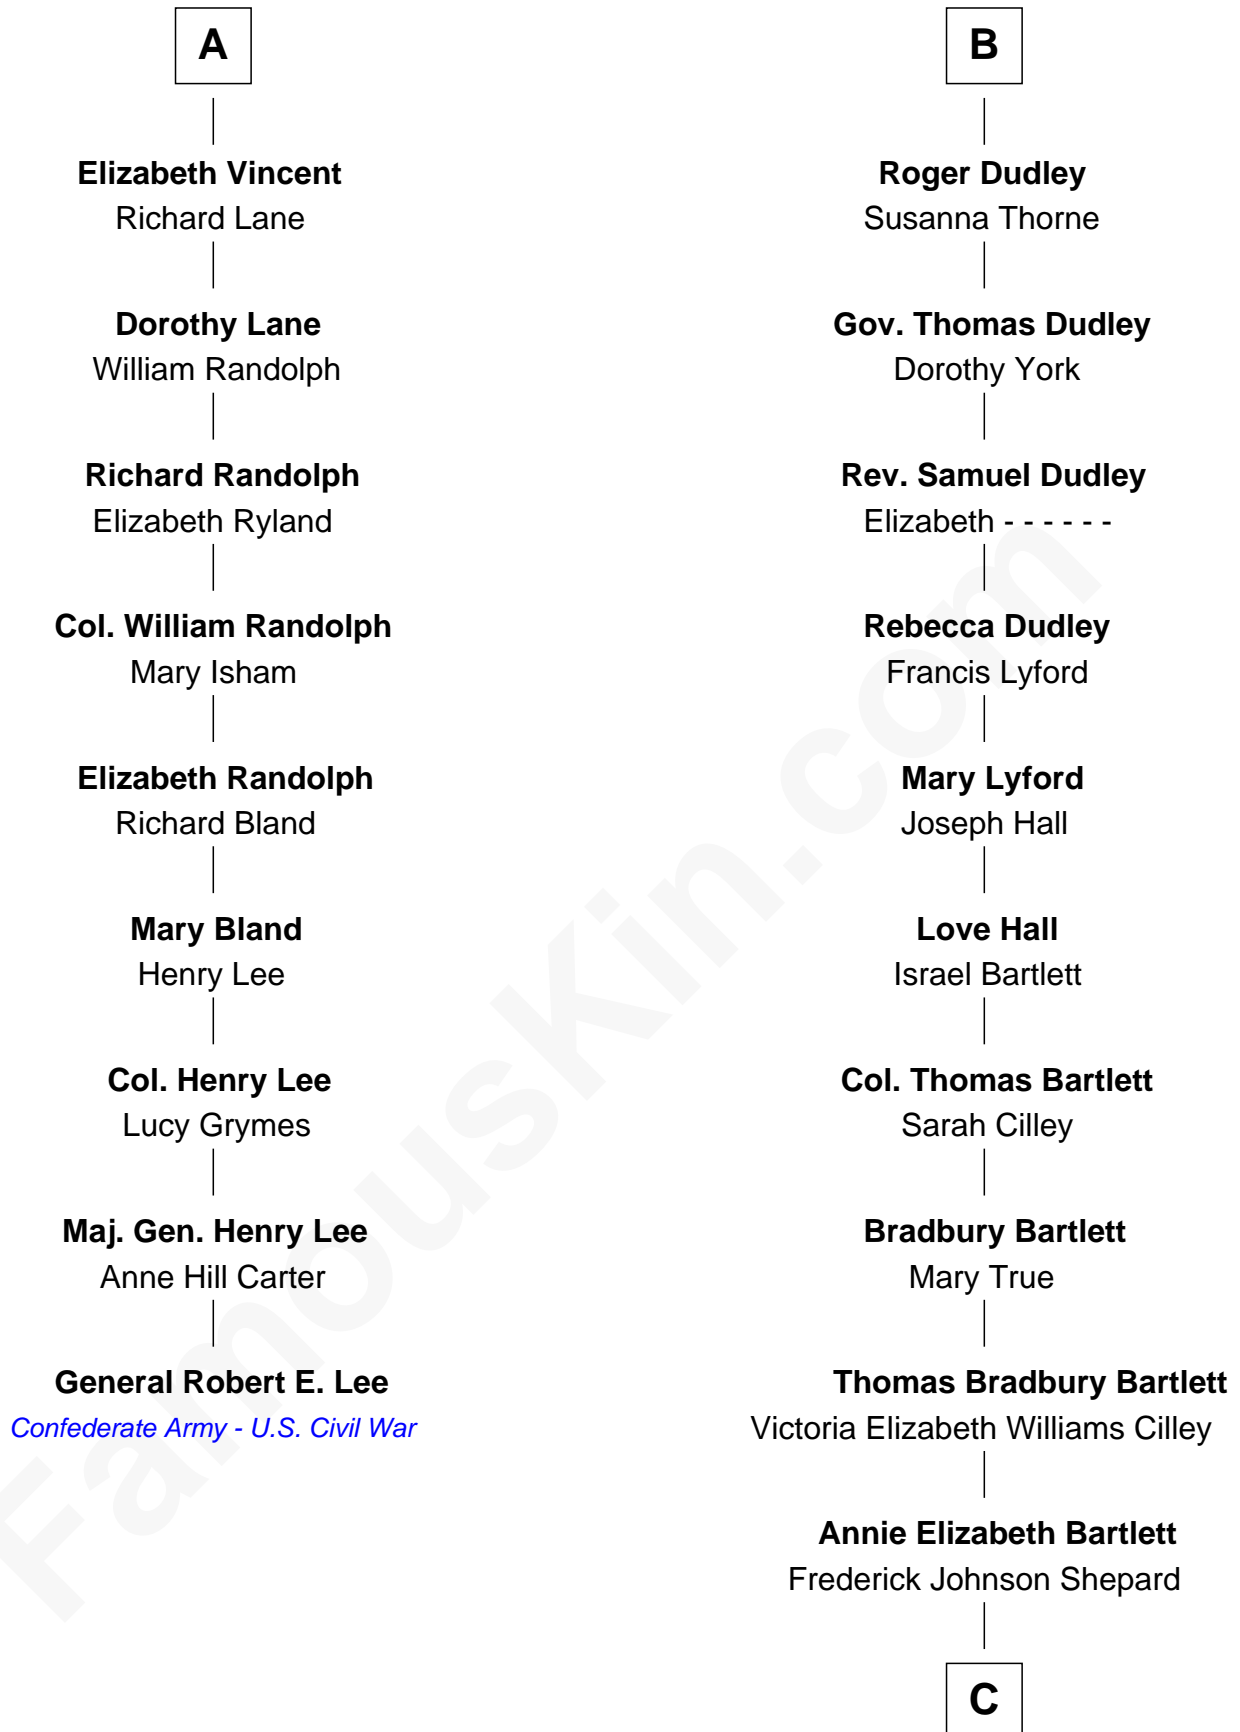 A
Elizabeth Vincent
Richard Lane
Dorothy Lane
William Randolph
Richard Randolph
Elizabeth Ryland
Col. William Randolph
Mary Isham
Elizabeth Randolph
Richard Bland
Mary Bland
Henry Lee
Col. Henry Lee
Lucy Grymes
Maj. Gen. Henry Lee
Anne Hill Carter
General Robert E. Lee
Confederate Army - U.S. Civil War
B
Roger Dudley
Susanna Thorne
Gov. Thomas Dudley
Dorothy York
Rev. Samuel Dudley
Elizabeth - - - - - -
Rebecca Dudley
Francis Lyford
Mary Lyford
Joseph Hall
Love Hall
Israel Bartlett
Col. Thomas Bartlett
Sarah Cilley
Bradbury Bartlett
Mary True
Thomas Bradbury Bartlett
Victoria Elizabeth Williams Cilley
Annie Elizabeth Bartlett
Frederick Johnson Shepard
C
FamousKin.com